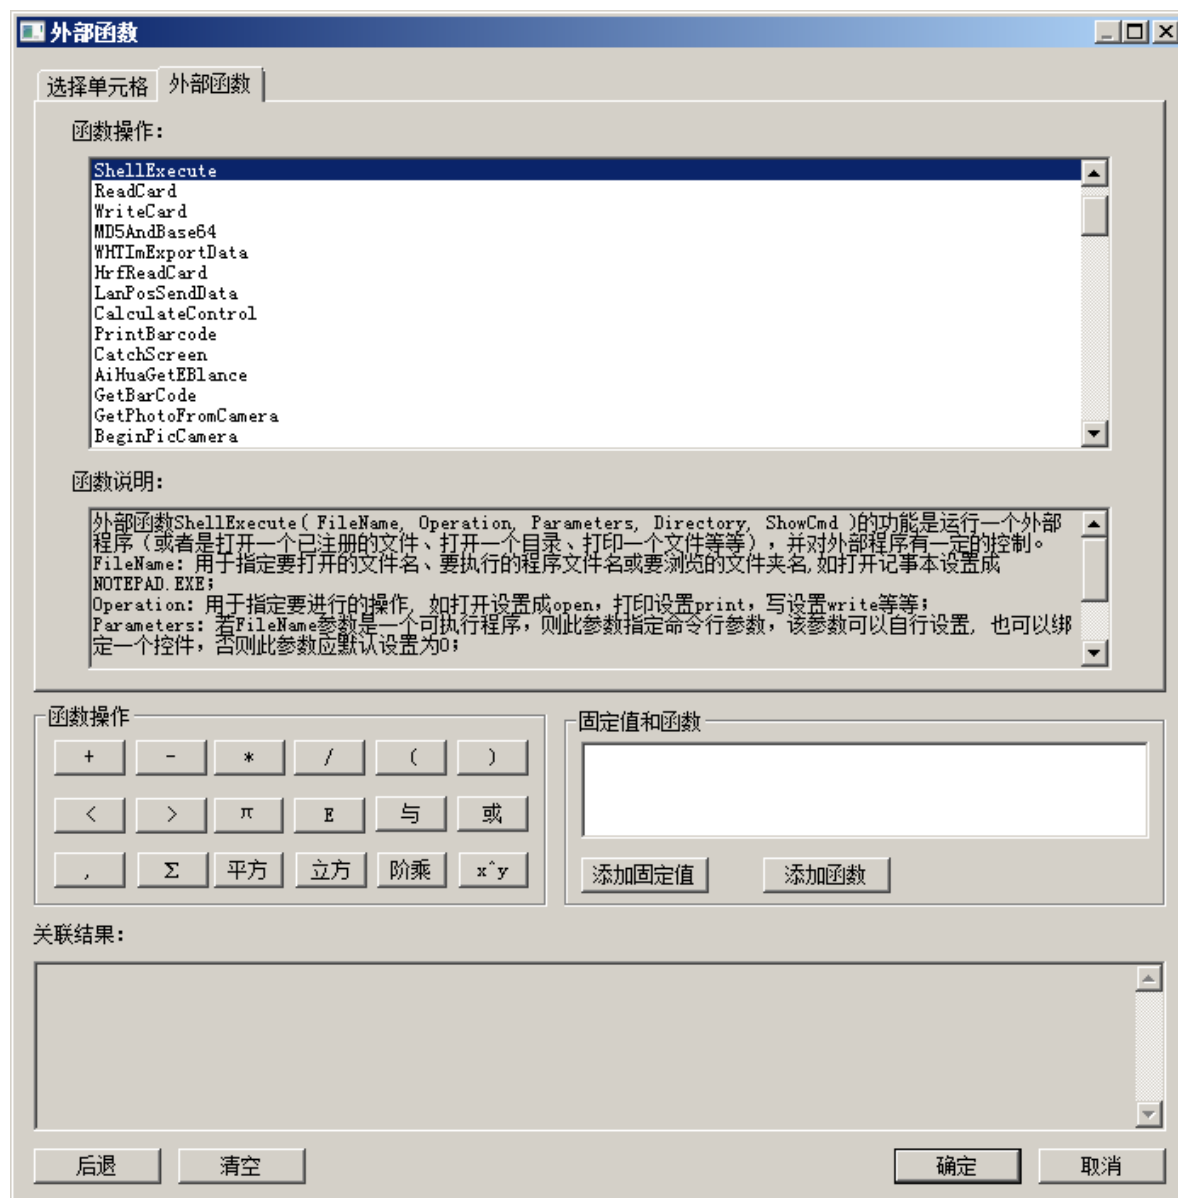 外部函数
选择单元格 外部函数
函数操作:
ShellExecute
ReadCard
WriteCard
MD5AndBase64
WHTImExportData
HrfReadCard
LanPosSendData
CalculateControl
PrintBarcode
CatchScreen
AiHuaGetEBlance
GetBarCode
GetPhotoFromCamera
BeginPicCamera
函数说明:
外部函数ShellExecute( FileName, Operation, Parameters, Directory, ShowCmd )的功能是运行一个外部
程序（或者是打开一个已注册的文件、打开一个目录、打印一个文件等等），并对外部程序有一定的控制。
FileName: 用于指定要打开的文件名、要执行的程序文件名或要浏览的文件夹名,如打开记事本设置成
NOTEPAD.EXE;
Operation: 用于指定要进行的操作, 如打开设置成open，打印设置print，写设置write等等;
Parameters: 若FileName参数是一个可执行程序，则此参数指定命令行参数，该参数可以自行设置, 也可以绑
定一个控件，否则此参数应默认设置为0;
函数操作
+ - * / ( )
< > π E 与 或
, Σ 平方 立方 阶乘 x^y
固定值和函数
添加固定值 添加函数
关联结果:
后退 清空 确定 取消